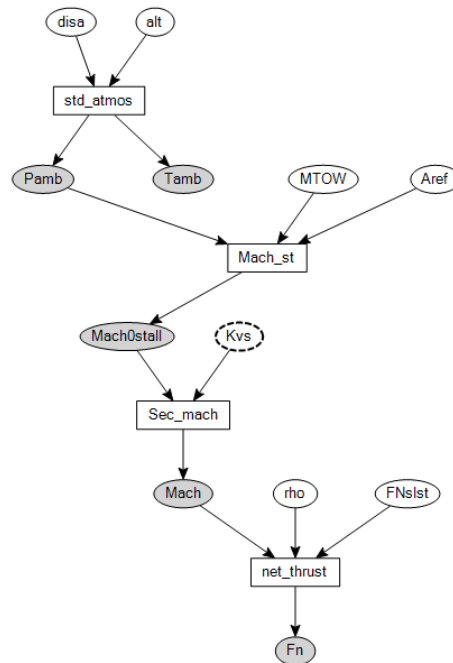 disa alt
std_atmos
Pamb Tamb MTOW Aref
Mach_st
Mach0stall Kvs
Sec_mach
Mach rho FNslst
net_thrust
Fn